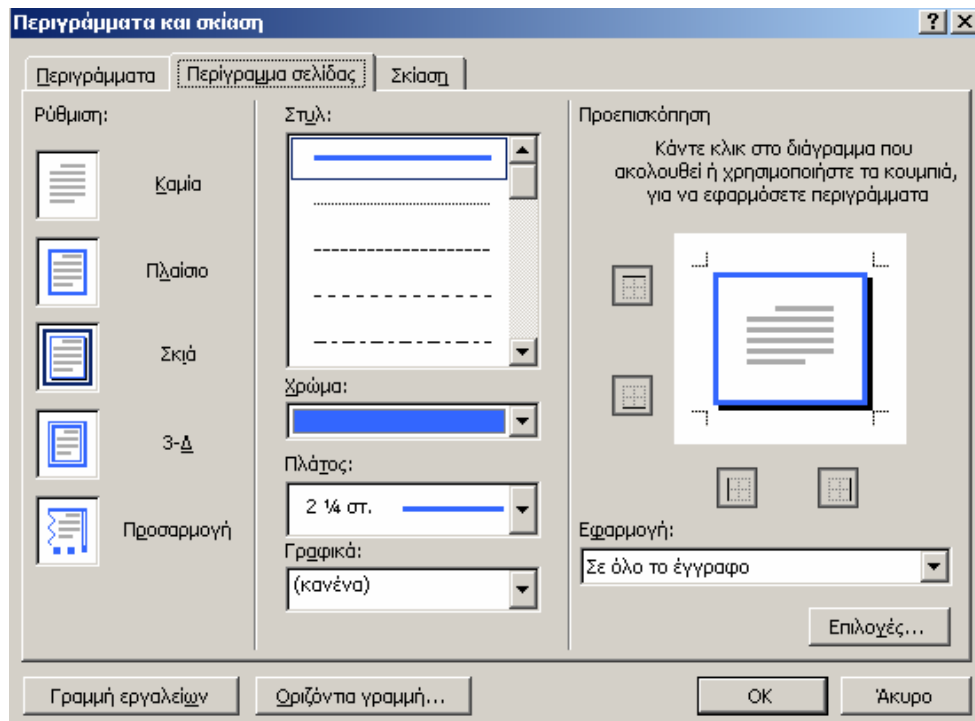 Περιγράμματα και σκίαση
Περιγράμματα
Περίγραμμα σελίδας
Σκίαση
Ρύθμιση:
Καμία
Πλαίσιο
Σκιά
3-Δ
Προσαρμογή
Στυλ:
Χρώμα:
Πλάτος:
2 ¼ στ.
Γραφικά:
(κανένα)
Προεπισκόπηση
Κάντε κλικ στο διάγραμμα που
ακολουθεί ή χρησιμοποιήστε τα κουμπιά,
για να εφαρμόσετε περιγράμματα
Εφαρμογή:
Σε όλο το έγγραφο
Επιλογές...
Γραμμή εργαλείων
Οριζόντια γραμμή...
OK
Άκυρο